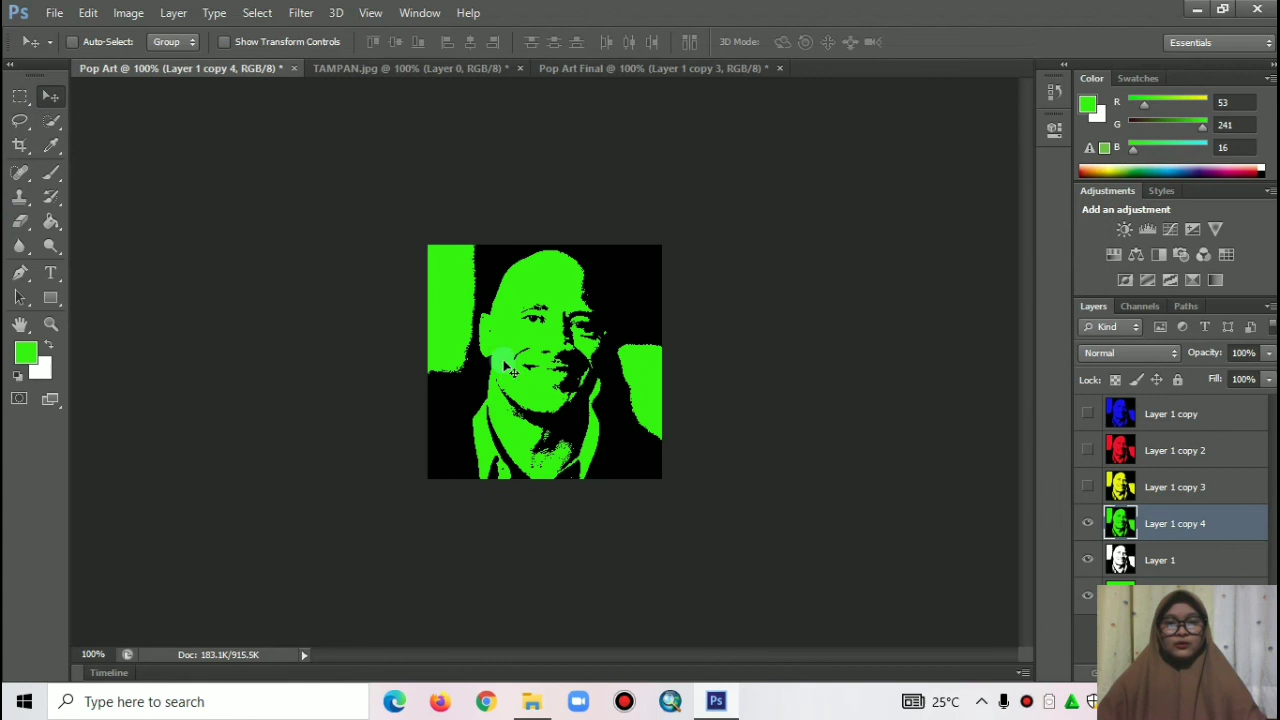 Ps File Edit Image Layer Type Select Filter 3D View Window Help
Auto-Select: Group Show Transform Controls 3D Mode: Essentials
Pop Art @ 100% (Layer 1 copy 4, RGB/8) * × TAMPAN.jpg @ 100% (Layer 0, RGB/8) * × Pop Art Final @ 100% (Layer 1 copy 3, RGB/8) * ×
Color Swatches
R 53
G 241
B 16
Adjustments Styles
Add an adjustment
Layers Channels Paths
Kind
Normal Opacity: 100%
Lock: Fill: 100%
Layer 1 copy
Layer 1 copy 2
Layer 1 copy 3
Layer 1 copy 4
Layer 1
100% Doc: 183.1K/915.5K
Timeline
Type here to search Ps 25°C